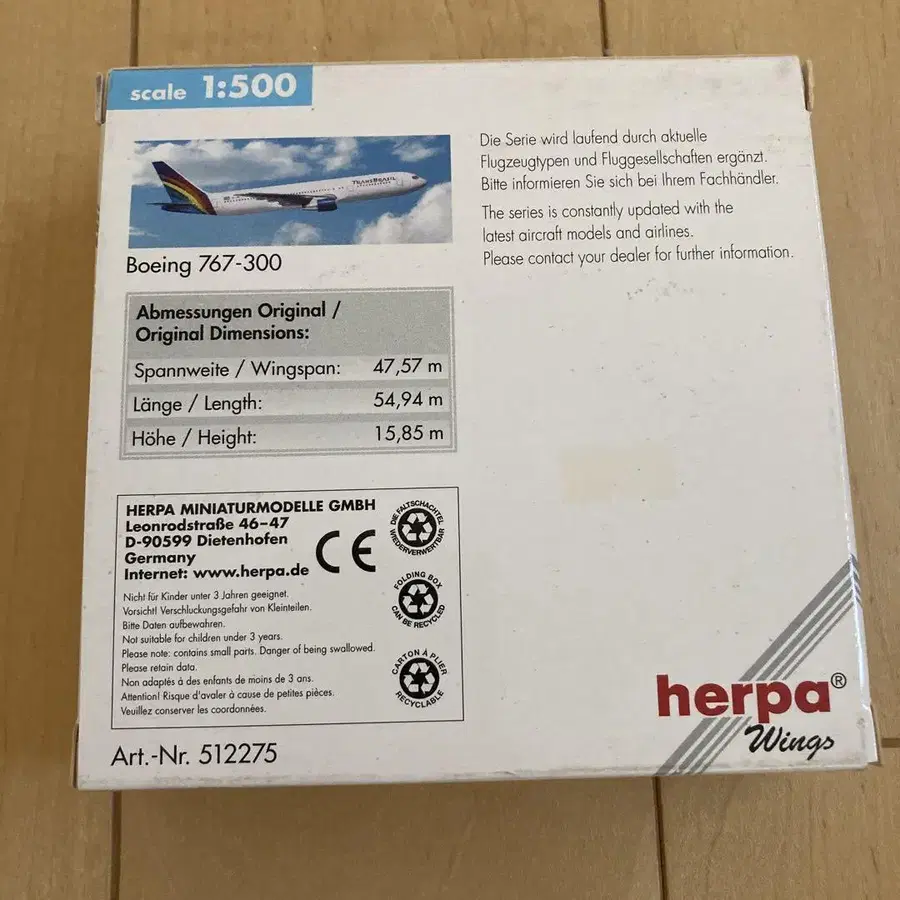 scale 1:500
TRANSBRASIL
Boeing 767-300
Abmessungen Original /
Original Dimensions:
Spannweite / Wingspan: 47,57 m
Länge / Length: 54,94 m
Höhe / Height: 15,85 m
Die Serie wird laufend durch aktuelle
Flugzeugtypen und Fluggesellschaften ergänzt.
Bitte informieren Sie sich bei Ihrem Fachhändler.
The series is constantly updated with the
latest aircraft models and airlines.
Please contact your dealer for further information.
HERPA MINIATURMODELLE GMBH
Leonrodstraße 46–47
D-90599 Dietenhofen
Germany
Internet: www.herpa.de
CE
Nicht für Kinder unter 3 Jahren geeignet.
Vorsicht! Verschluckungsgefahr von Kleinteilen.
Bitte Daten aufbewahren.
Not suitable for children under 3 years.
Please note: contains small parts. Danger of being swallowed.
Please retain data.
Non adaptés à des enfants de moins de 3 ans.
Attention! Risque d'avaler à cause de petites pièces.
Veuillez conserver les coordonnées.
DIE FALTSCHACHTEL
WIEDERVERWERTBAR
FOLDING BOX
CAN BE RECYCLED
CARTON À PLIER
RECYCLABLE
Art.-Nr. 512275
herpa®
Wings